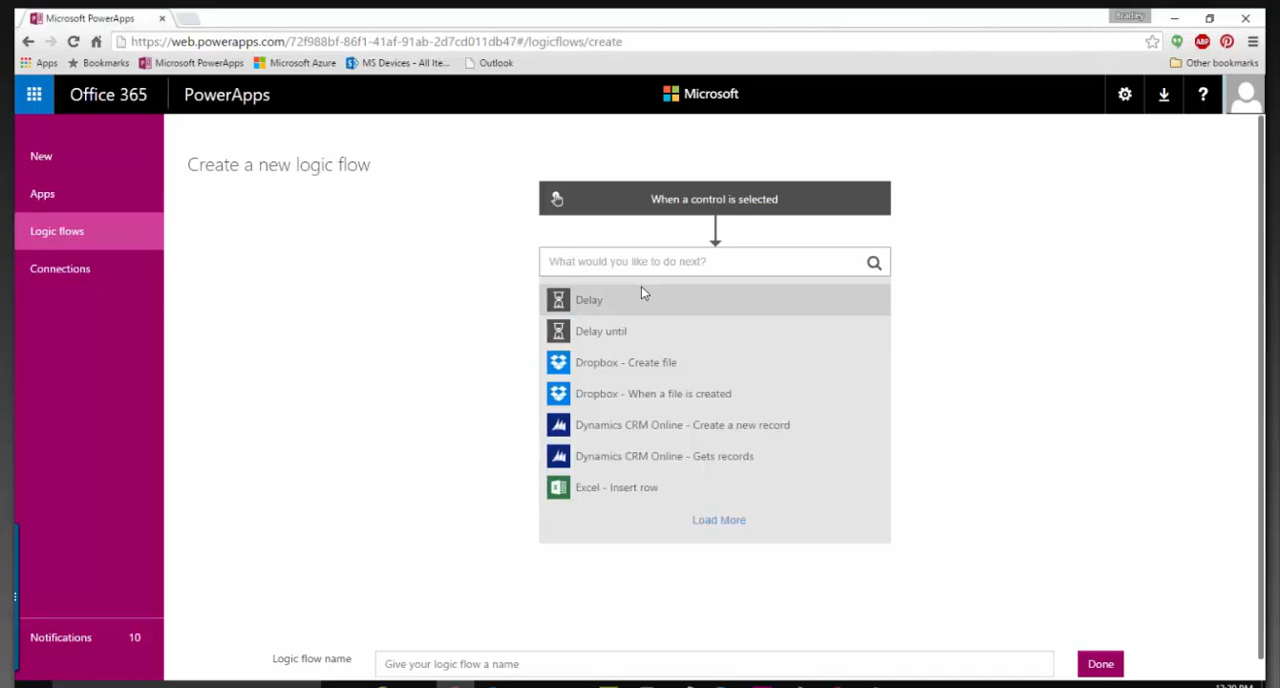 Microsoft PowerApps
Bradley
https://web.powerapps.com/72f988bf-86f1-41af-91ab-2d7cd011db47#/logicflows/create
ABP
Apps Bookmarks Microsoft PowerApps Microsoft Azure MS Devices - All Ite... Outlook Other bookmarks
Office 365 PowerApps Microsoft ?
New
Create a new logic flow
Apps
When a control is selected
Logic flows
What would you like to do next?
Connections
Delay
Delay until
Dropbox - Create file
Dropbox - When a file is created
Dynamics CRM Online - Create a new record
Dynamics CRM Online - Gets records
Excel - Insert row
Load More
Notifications 10
Logic flow name Give your logic flow a name Done